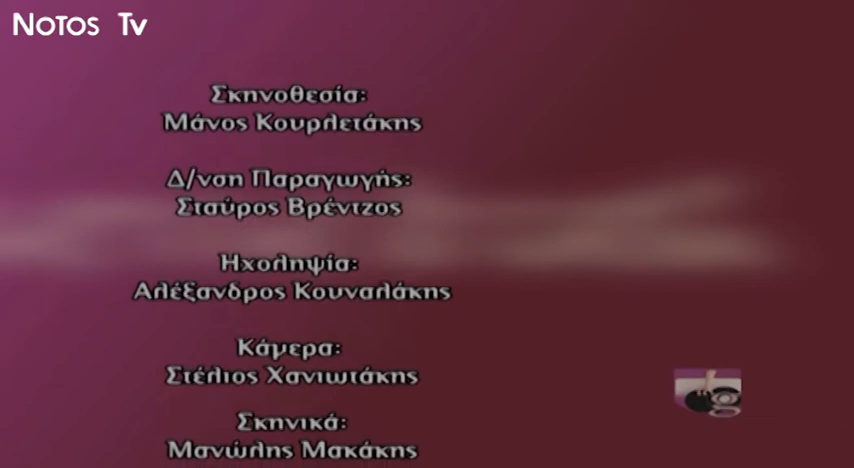 NOTOS TV
Σκηνοθεσία:
Μάνος Κουρλετάκης
Δ/νση Παραγωγής:
Σταύρος Βρέντζος
Ηχοληψία:
Αλέξανδρος Κουναλάκης
Κάμερα:
Στέλιος Χανιωτάκης
Σκηνικά:
Μανώλης Μακάκης